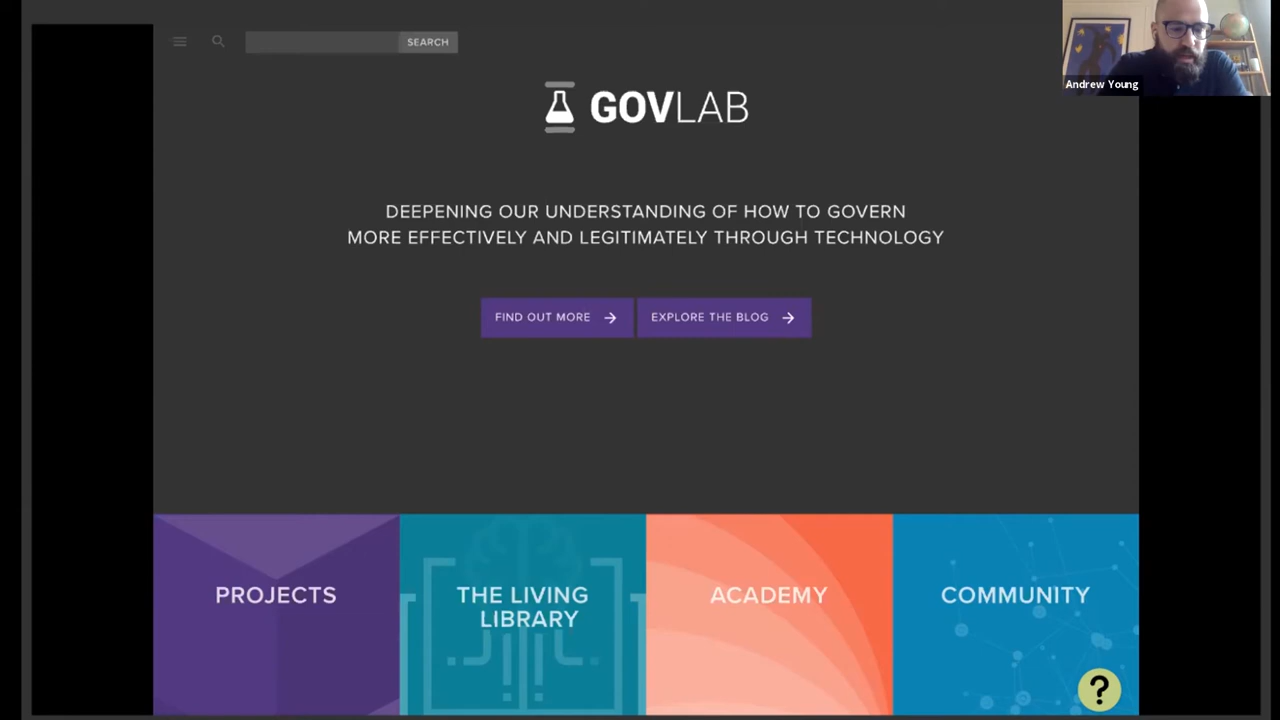 SEARCH
Andrew Young
GOVLAB
DEEPENING OUR UNDERSTANDING OF HOW TO GOVERN
MORE EFFECTIVELY AND LEGITIMATELY THROUGH TECHNOLOGY
FIND OUT MORE →
EXPLORE THE BLOG →
PROJECTS
THE LIVING
LIBRARY
ACADEMY
COMMUNITY
?